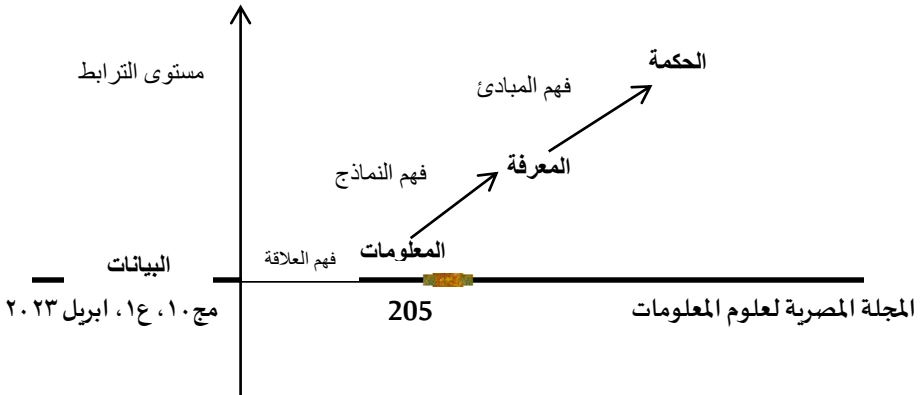 الحكمة
مستوى الترابط
فهم المبادئ
المعرفة
فهم النماذج
المعلومات
فهم العلاقة
البيانات
المجلة المصرية لعلوم المعلومات 205 مج١٠، ع١، ابريل ٢٠٢٣